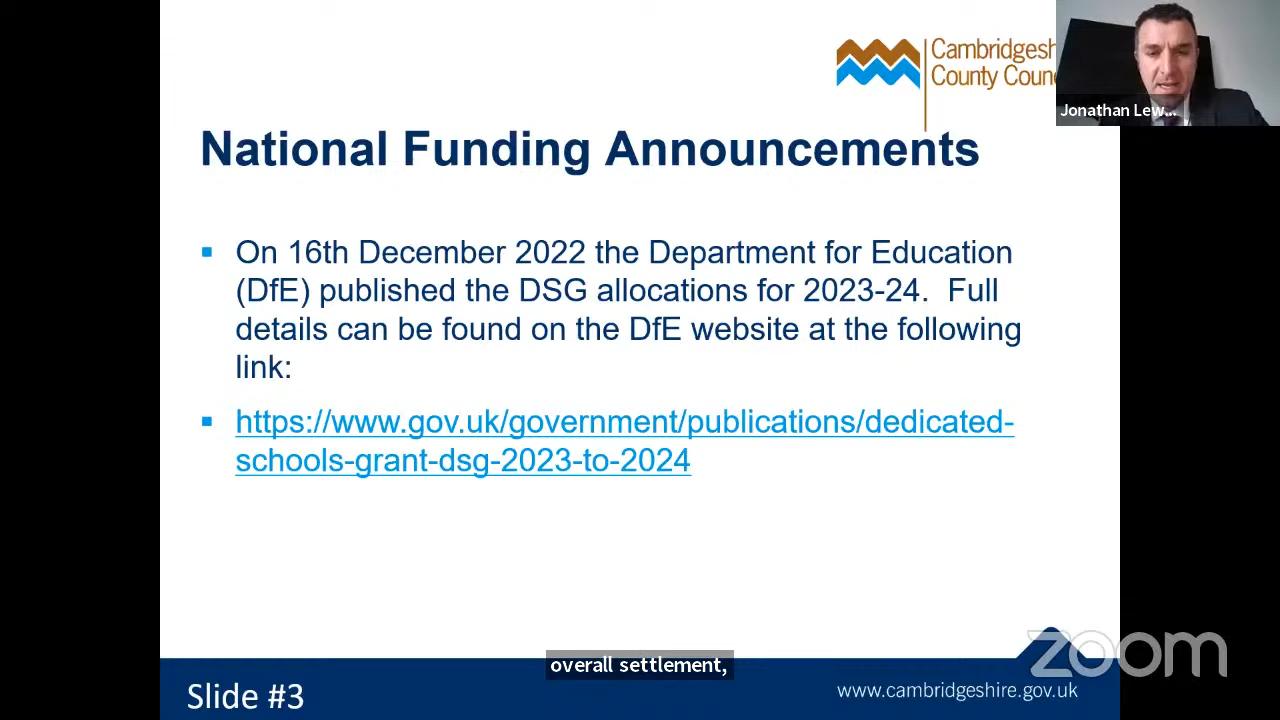 Cambridgesh
County Counc
Jonathan Lew...
National Funding Announcements
On 16th December 2022 the Department for Education
(DfE) published the DSG allocations for 2023-24. Full
details can be found on the DfE website at the following
link:
https://www.gov.uk/government/publications/dedicated-
schools-grant-dsg-2023-to-2024
overall settlement,
zoom
Slide #3
www.cambridgeshire.gov.uk